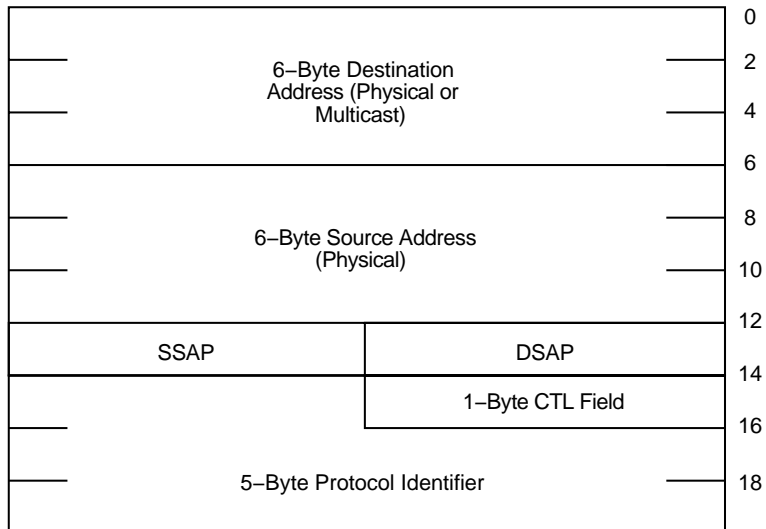 0
6–Byte Destination
Address (Physical or
Multicast)
2
4
6
6–Byte Source Address
(Physical)
8
10
12
SSAP
DSAP
14
1–Byte CTL Field
16
5–Byte Protocol Identifier
18